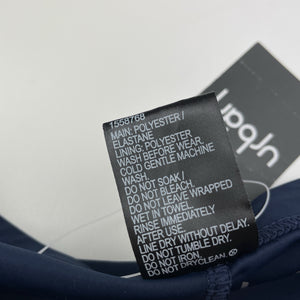 1558768
MAIN: POLYESTER /
ELASTANE
LINING: POLYESTER
WASH BEFORE WEAR.
COLD GENTLE MACHINE
WASH.
DO NOT SOAK /
DO NOT BLEACH.
DO NOT LEAVE WRAPPED
WET IN TOWEL.
RINSE IMMEDIATELY
AFTER USE.
LINE DRY WITHOUT DELAY.
DO NOT TUMBLE DRY.
DO NOT IRON.
DO NOT DRYCLEAN.
urban